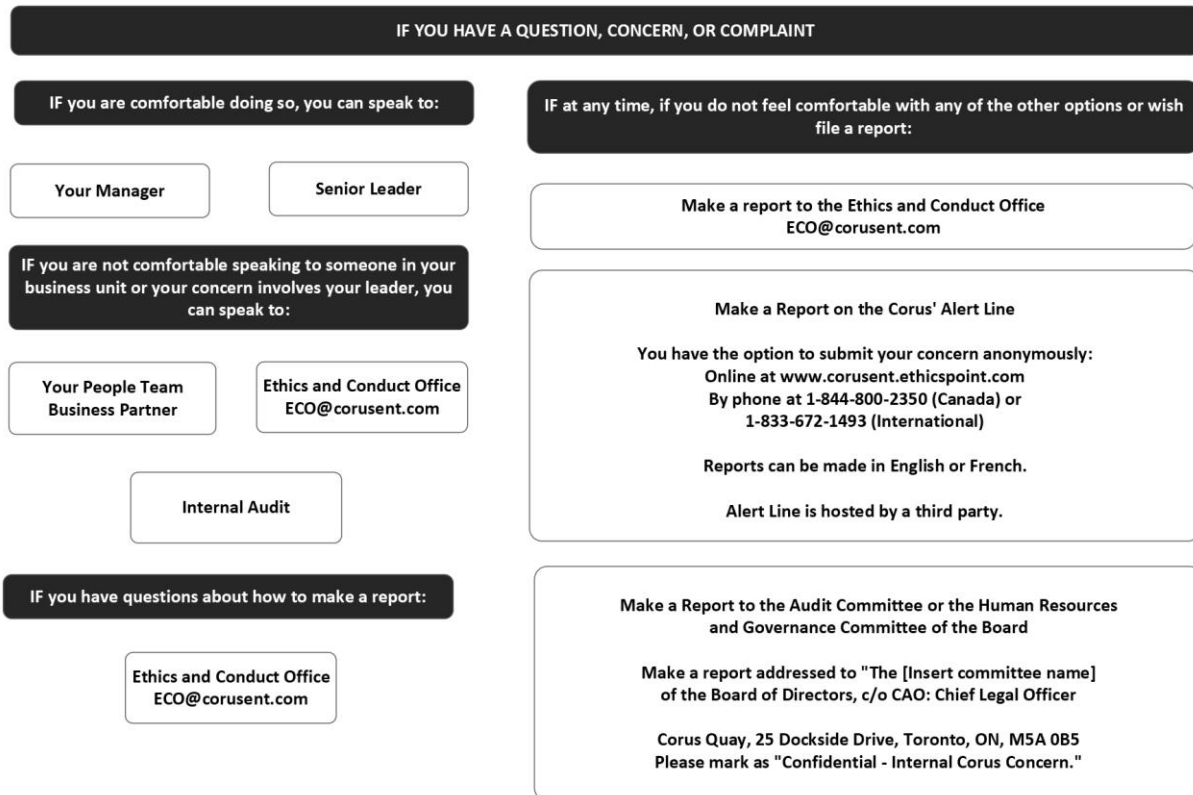 IF YOU HAVE A QUESTION, CONCERN, OR COMPLAINT
IF you are comfortable doing so, you can speak to:
Your Manager
Senior Leader
IF you are not comfortable speaking to someone in your
business unit or your concern involves your leader, you
can speak to:
Your People Team
Business Partner
Ethics and Conduct Office
ECO@corusent.com
Internal Audit
IF you have questions about how to make a report:
Ethics and Conduct Office
ECO@corusent.com
IF at any time, if you do not feel comfortable with any of the other options or wish
file a report:
Make a report to the Ethics and Conduct Office
ECO@corusent.com
Make a Report on the Corus' Alert Line
You have the option to submit your concern anonymously:
Online at www.corusent.ethicspoint.com
By phone at 1-844-800-2350 (Canada) or
1-833-672-1493 (International)
Reports can be made in English or French.
Alert Line is hosted by a third party.
Make a Report to the Audit Committee or the Human Resources
and Governance Committee of the Board
Make a report addressed to "The [Insert committee name]
of the Board of Directors, c/o CAO: Chief Legal Officer
Corus Quay, 25 Dockside Drive, Toronto, ON, M5A 0B5
Please mark as "Confidential - Internal Corus Concern."